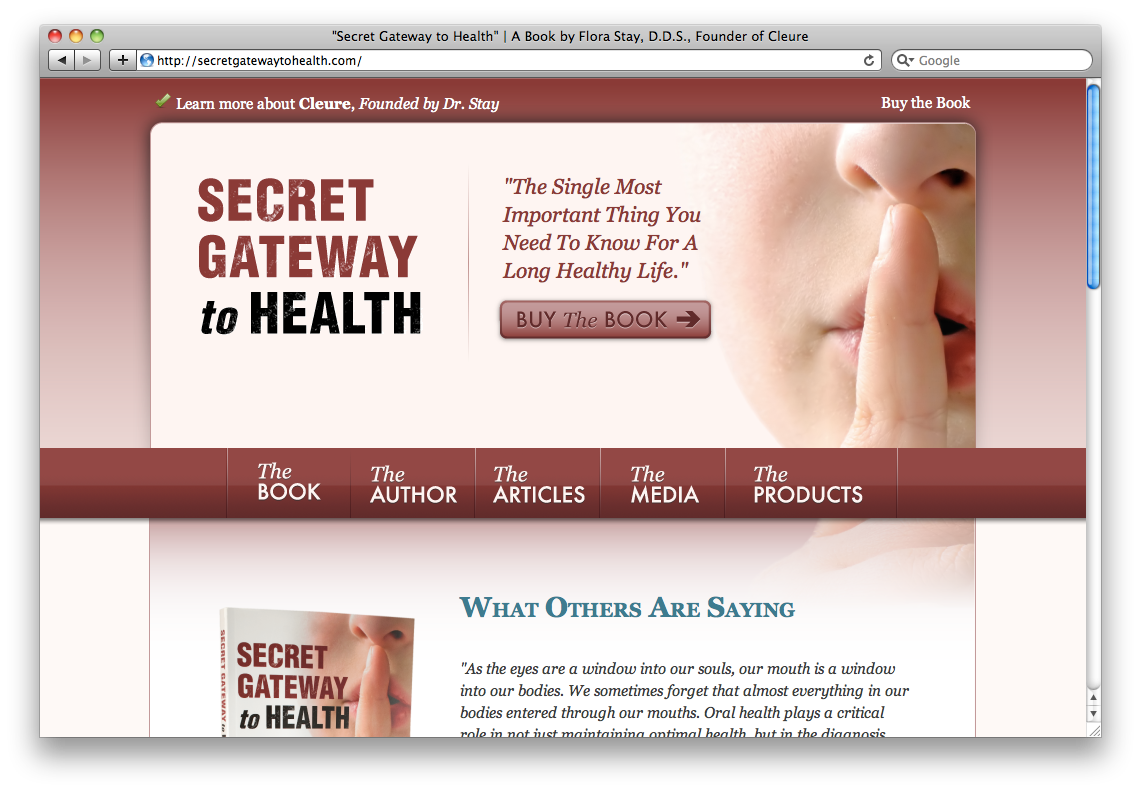 "Secret Gateway to Health" | A Book by Flora Stay, D.D.S., Founder of Cleure
http://secretgatewaytohealth.com/
Google
Learn more about Cleure, Founded by Dr. Stay
Buy the Book
SECRET
GATEWAY
to HEALTH
"The Single Most
Important Thing You
Need To Know For A
Long Healthy Life."
BUY The BOOK
The
BOOK
The
AUTHOR
The
ARTICLES
The
MEDIA
The
PRODUCTS
What Others Are Saying
"As the eyes are a window into our souls, our mouth is a window
into our bodies. We sometimes forget that almost everything in our
bodies entered through our mouths. Oral health plays a critical
role in not just maintaining optimal health, but in the diagnosis
SECRET
GATEWAY
to HEALTH
SECRET GATEWAY to